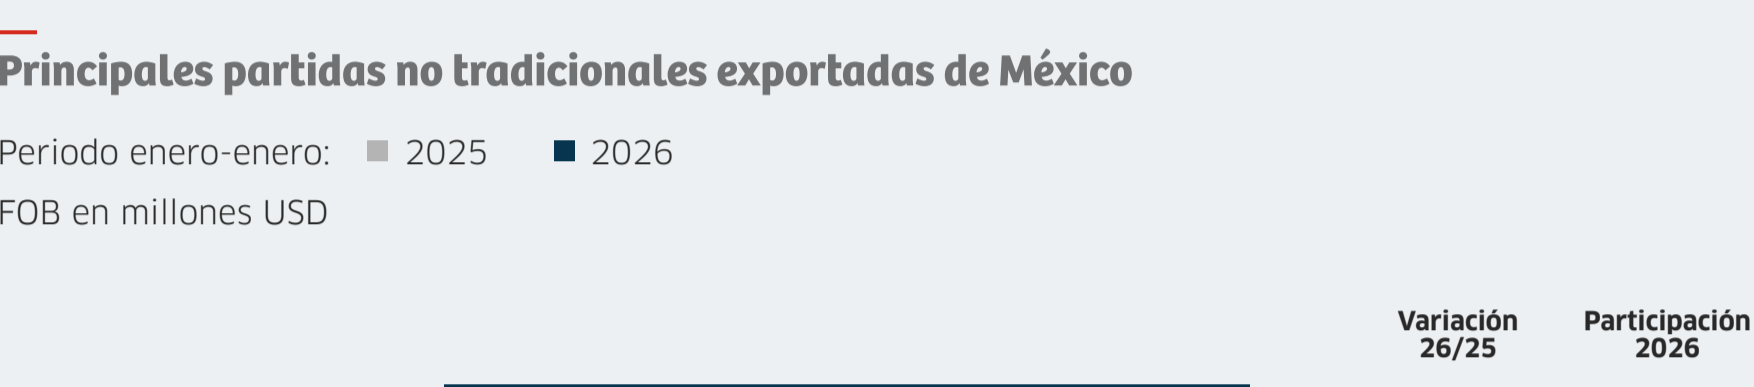 Principales partidas no tradicionales exportadas de México
Periodo enero-enero: 2025 2026
FOB en millones USD
Variación Participación
26/25 2026